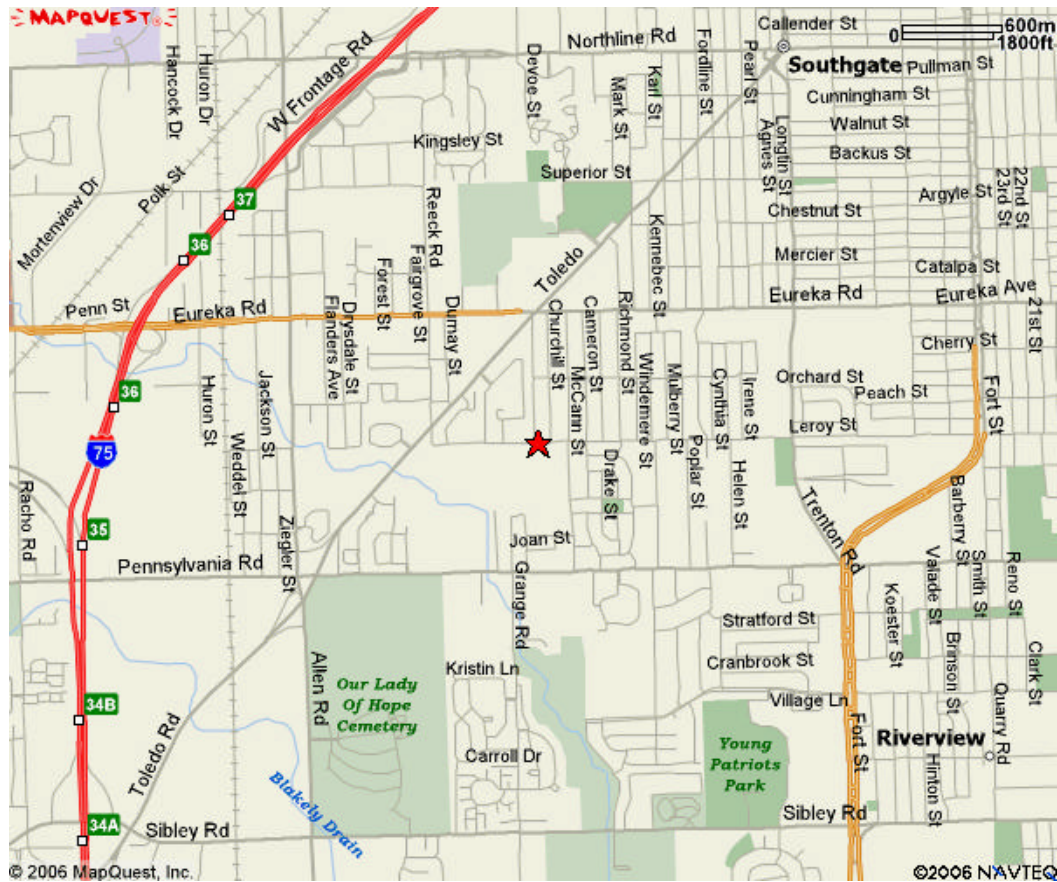 MAPQUEST
Callender St
600m
0
1800ft
Northline Rd
Hancock Dr
Huron Dr
W Frontage Rd
Devoe St
Mark St
Karl St
Fordline St
Pearl St
Southgate
Pullman St
Cunningham St
Walnut St
Backus St
Kingsley St
Longtin St
Agnes St
Superior St
Polk St
Mortenview Dr
37
36
Reeck Rd
Fairgrove St
Forest St
Toledo
Kennebec St
Argyle St
23rd St
22nd St
Chestnut St
Mercier St
Catalpa St
Penn St
Eureka Rd
Eureka Rd
Eureka Ave
21st St
Flanders Ave
Drysdale St
Durnay St
Churchill St
Cameron St
McCann St
Richmond St
Windemere St
Mulberry St
Cynthia St
Irene St
Cherry St
Orchard St
Peach St
Leroy St
Fort St
36
75
Huron St
Jackson St
Weddel St
Drake St
Poplar St
Helen St
Trenton Rd
Barberry St
Racho Rd
35
Ziegler St
Joan St
Pennsylvania Rd
Grange Rd
Koester St
Valade St
Smith St
Reno St
Stratford St
Cranbrook St
Brinson St
Clark St
Allen Rd
Kristin Ln
Our Lady
Of Hope
Cemetery
Village Ln
34B
Toledo Rd
Carroll Dr
Young
Patriots
Park
Fort St
Riverview
Quarry Rd
Hinton St
Blakely Drain
34A
Sibley Rd
Sibley Rd
© 2006 MapQuest, Inc.
©2006 NAVTEQ